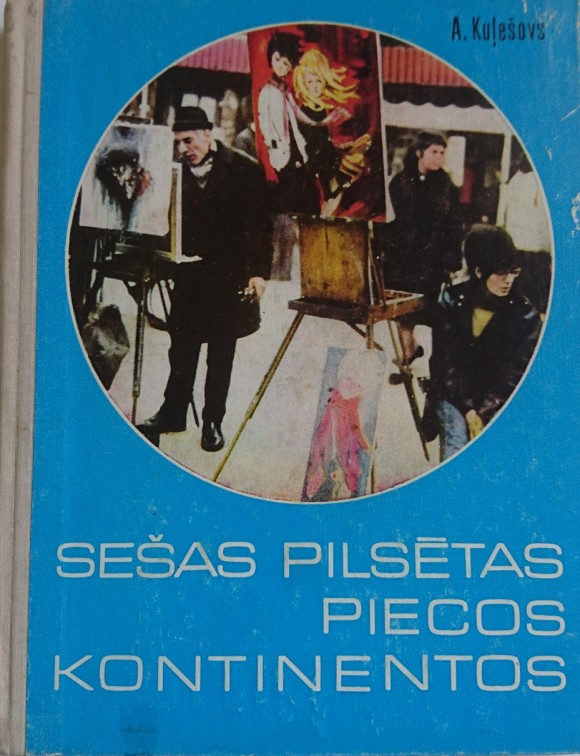 A. Kuļešovs
SEŠAS PILSĒTAS
PIECOS
KONTINENTOS